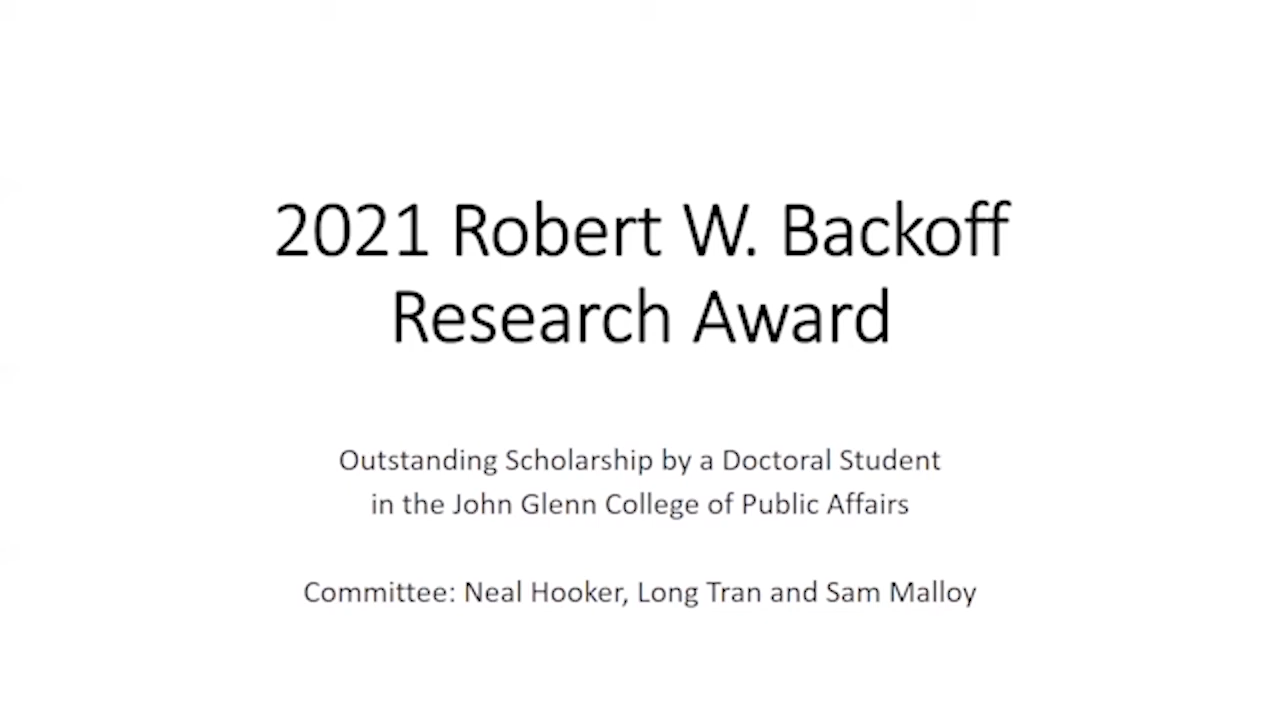 2021 Robert W. Backoff
Research Award
Outstanding Scholarship by a Doctoral Student
in the John Glenn College of Public Affairs
Committee: Neal Hooker, Long Tran and Sam Malloy